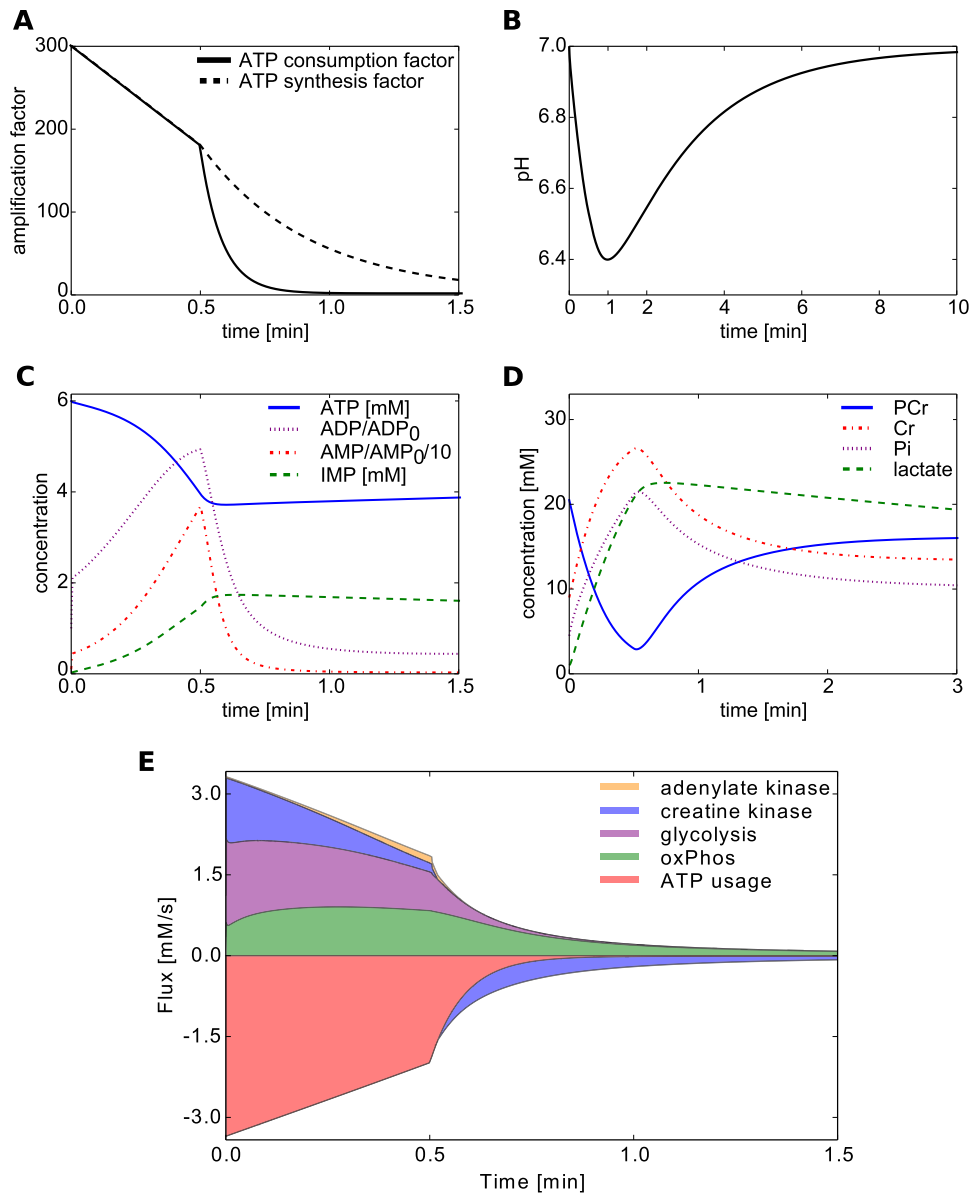 A
300
200
100
0
amplification factor
ATP consumption factor
ATP synthesis factor
0.0
0.5
1.0
1.5
time [min]
B
7.0
6.8
6.6
6.4
pH
0
1
2
4
6
8
10
time [min]
C
6
4
2
0
concentration
ATP [mM]
ADP/ADP0
AMP/AMP0/10
IMP [mM]
0.0
0.5
1.0
1.5
time [min]
D
30
20
10
0
concentration [mM]
PCr
Cr
Pi
lactate
0
1
2
3
time [min]
E
3.0
1.5
0.0
-1.5
-3.0
Flux [mM/s]
adenylate kinase
creatine kinase
glycolysis
oxPhos
ATP usage
0.0
0.5
1.0
1.5
Time [min]